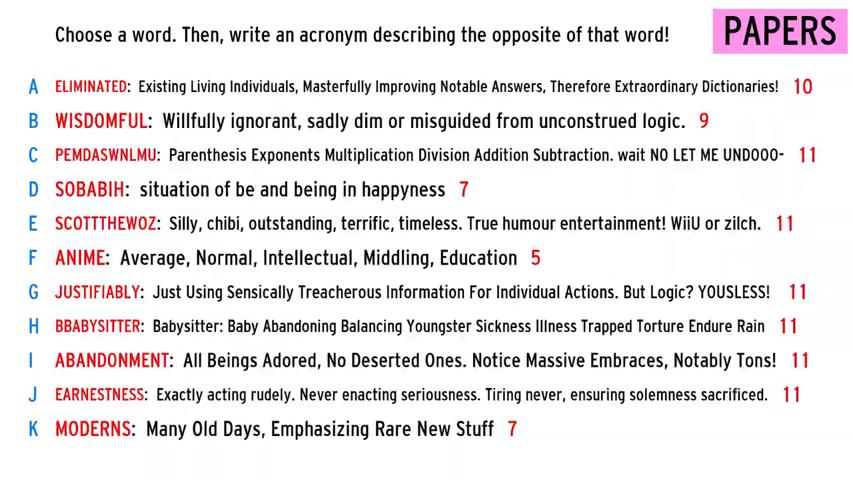 Choose a word. Then, write an acronym describing the opposite of that word!
PAPERS
A ELIMINATED: Existing Living Individuals, Masterfully Improving Notable Answers, Therefore Extraordinary Dictionaries! 10
B WISDOMFUL: Willfully ignorant, sadly dim or misguided from unconstrued logic. 9
C PEMDASWNLMU: Parenthesis Exponents Multiplication Division Addition Subtraction. wait NO LET ME UNDOOO- 11
D SOBABIH: situation of be and being in happyness 7
E SCOTTTHEWOZ: Silly, chibi, outstanding, terrific, timeless. True humour entertainment! WiiU or zilch. 11
F ANIME: Average, Normal, Intellectual, Middling, Education 5
G JUSTIFIABLY: Just Using Sensically Treacherous Information For Individual Actions. But Logic? YOUSLESS! 11
H BBABYSITTER: Babysitter: Baby Abandoning Balancing Youngster Sickness Illness Trapped Torture Endure Rain 11
I ABANDONMENT: All Beings Adored, No Deserted Ones. Notice Massive Embraces, Notably Tons! 11
J EARNESTNESS: Exactly acting rudely. Never enacting seriousness. Tiring never, ensuring solemness sacrificed. 11
K MODERNS: Many Old Days, Emphasizing Rare New Stuff 7